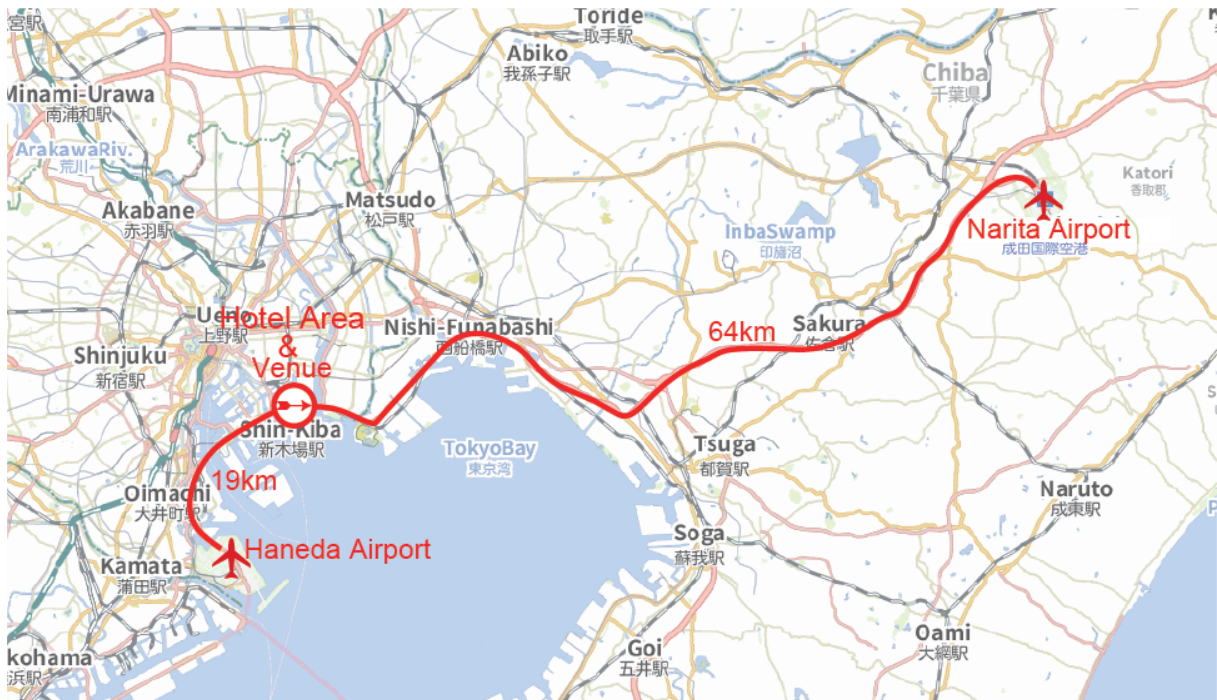 Toride
取手駅
Abiko
我孫子駅
Chiba
千葉県
Minami-Urawa
南浦和駅
ArakawaRiv.
荒川
Katori
香取郡
Matsudo
松戸駅
Akabane
赤羽駅
InbaSwamp
印旛沼
Narita Airport
成田国際空港
Ueno
上野駅
Hotel Area
&
Venue
Nishi-Funabashi
西船橋駅
64km
Sakura
佐倉駅
Shinjuku
新宿駅
Shin-Kiba
新木場駅
TokyoBay
東京湾
Tsuga
都賀駅
19km
Oimachi
大井町駅
Naruto
成東駅
Haneda Airport
Soga
蘇我駅
Kamata
蒲田駅
Oami
大網駅
Goi
五井駅
kohama
浜駅